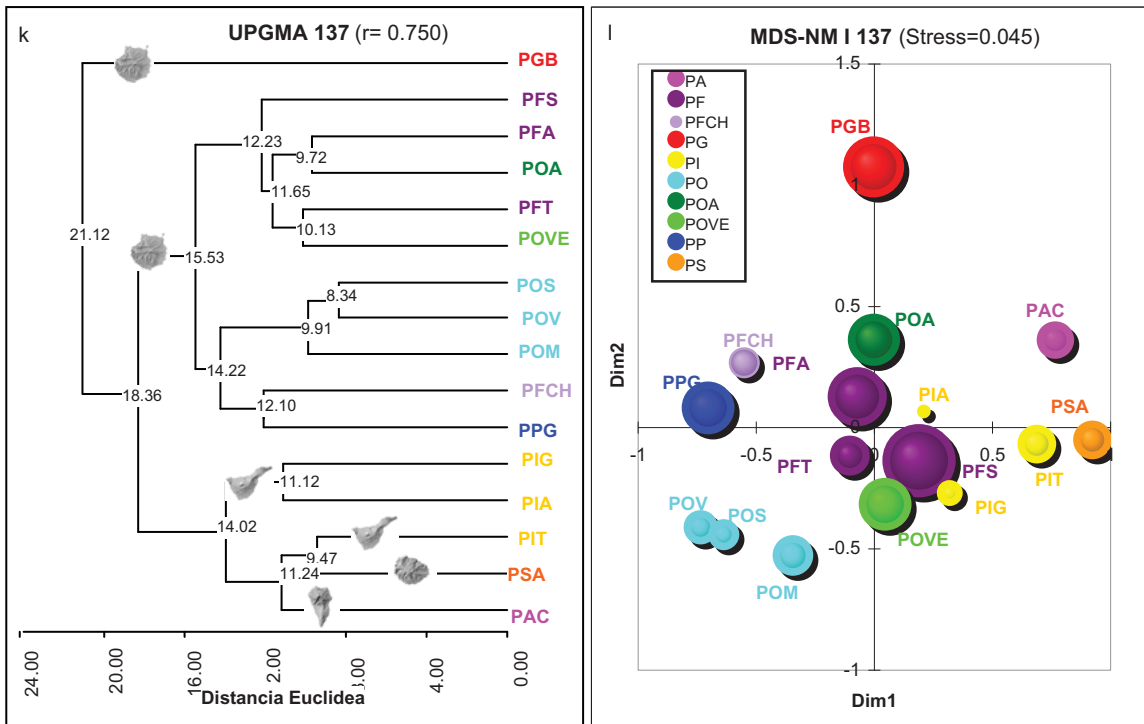 k
UPGMA 137 (r= 0.750)
PGB
PFS
PFA
POA
PFT
POVE
POS
POV
POM
PFCH
PPG
PIG
PIA
PIT
PSA
PAC
12.23
9.72
11.65
10.13
21.12
15.53
8.34
9.91
14.22
18.36
12.10
11.12
14.02
9.47
11.24
24.00
20.00
16.00
4.00
0.00
Distancia Euclidea
l
MDS-NM I 137 (Stress=0.045)
PA
PF
PFCH
PG
PI
PO
POA
POVE
PP
PS
1.5
1
0.5
0
-0.5
-1
-1
-0.5
0
0.5
PGB
POA
PAC
PFCH
PFA
PPG
PIA
PSA
PFT
PFS
PIT
PIG
POV
POS
POVE
POM
Dim2
Dim1